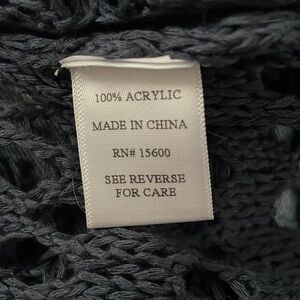 100% ACRYLIC
MADE IN CHINA
RN# 15600
SEE REVERSE
FOR CARE